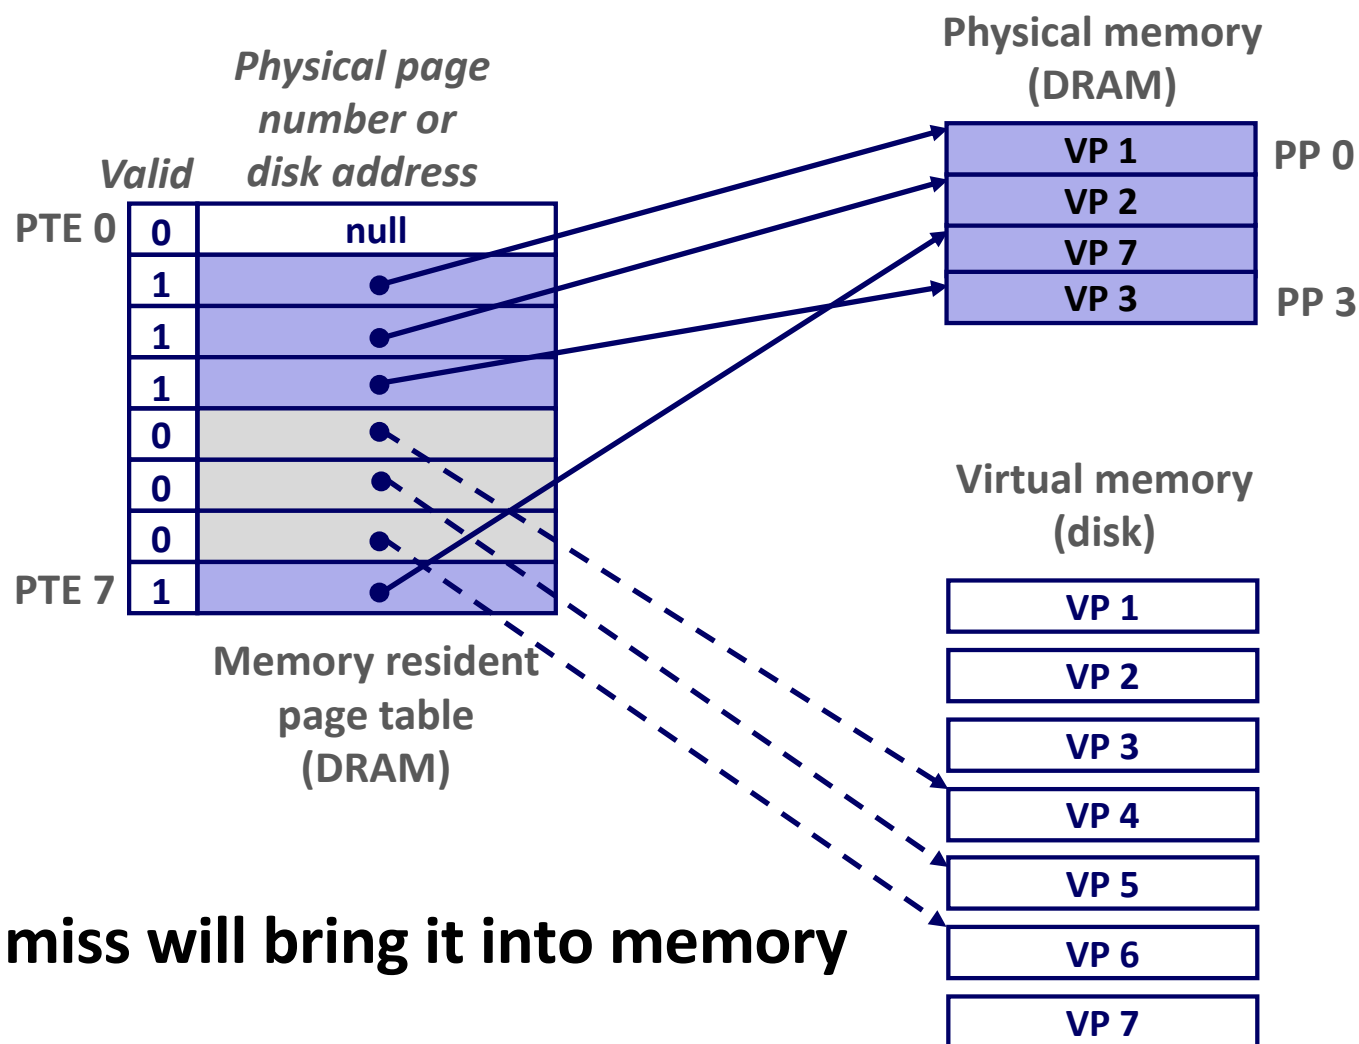 Physical page
number or
disk address
Valid
PTE 0
0
null
1
1
1
0
0
0
PTE 7
1
Memory resident
page table
(DRAM)
Physical memory
(DRAM)
VP 1
PP 0
VP 2
VP 7
VP 3
PP 3
Virtual memory
(disk)
VP 1
VP 2
VP 3
VP 4
VP 5
VP 6
VP 7
miss will bring it into memory